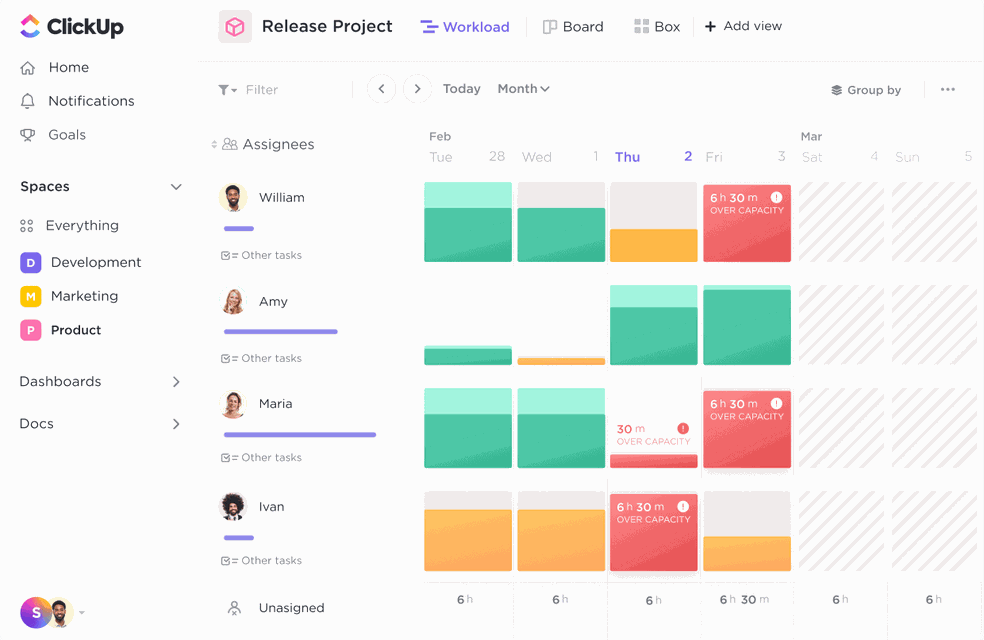 ClickUp
Release Project
Workload
Board
Box
+ Add view
Home
Notifications
Goals
Filter
Today
Month
Group by
Assignees
Feb
Mar
Tue 28
Wed 1
Thu 2
Fri 3
Sat 4
Sun 5
Spaces
Everything
D Development
M Marketing
P Product
Dashboards
Docs
William
Other tasks
6 h 30 m !
OVER CAPACITY
Amy
Other tasks
Maria
Other tasks
30 m !
OVER CAPACITY
6 h 30 m !
OVER CAPACITY
Ivan
Other tasks
6 h 30 m !
OVER CAPACITY
Unasigned
6 h
6 h
6 h
6 h 30 m
6 h
6 h
S